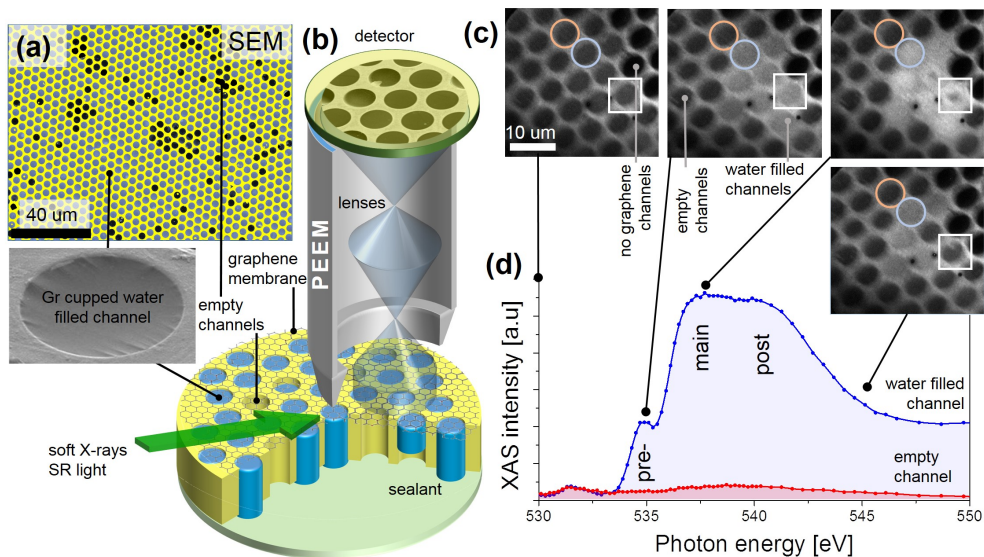 (a)
SEM
40 um
Gr cupped water
filled channel
graphene
membrane
empty
channels
soft X-rays
SR light
(b)
detector
lenses
PEEM
sealant
(c)
10 um
no graphene
channels
empty
channels
water filled
channels
(d)
XAS intensity [a.u]
pre-
main
post
water filled
channel
empty
channel
530
535
540
545
550
Photon energy [eV]